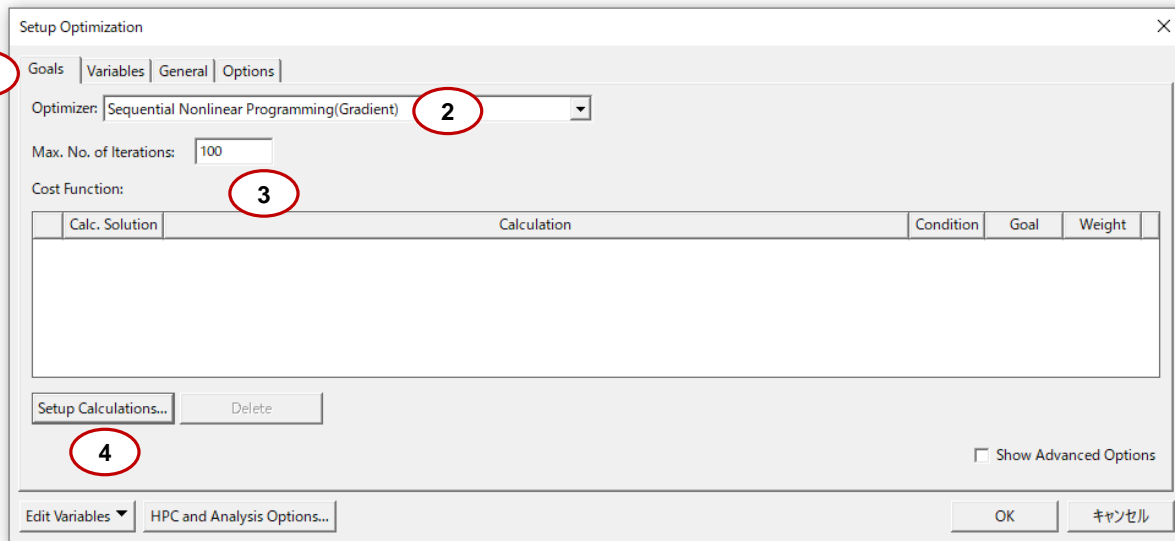 Setup Optimization
Goals Variables General Options
Optimizer: Sequential Nonlinear Programming(Gradient) 2
Max. No. of Iterations: 100
Cost Function: 3
Calc. Solution Calculation Condition Goal Weight
Setup Calculations... Delete
4
Show Advanced Options
Edit Variables HPC and Analysis Options... OK キャンセル